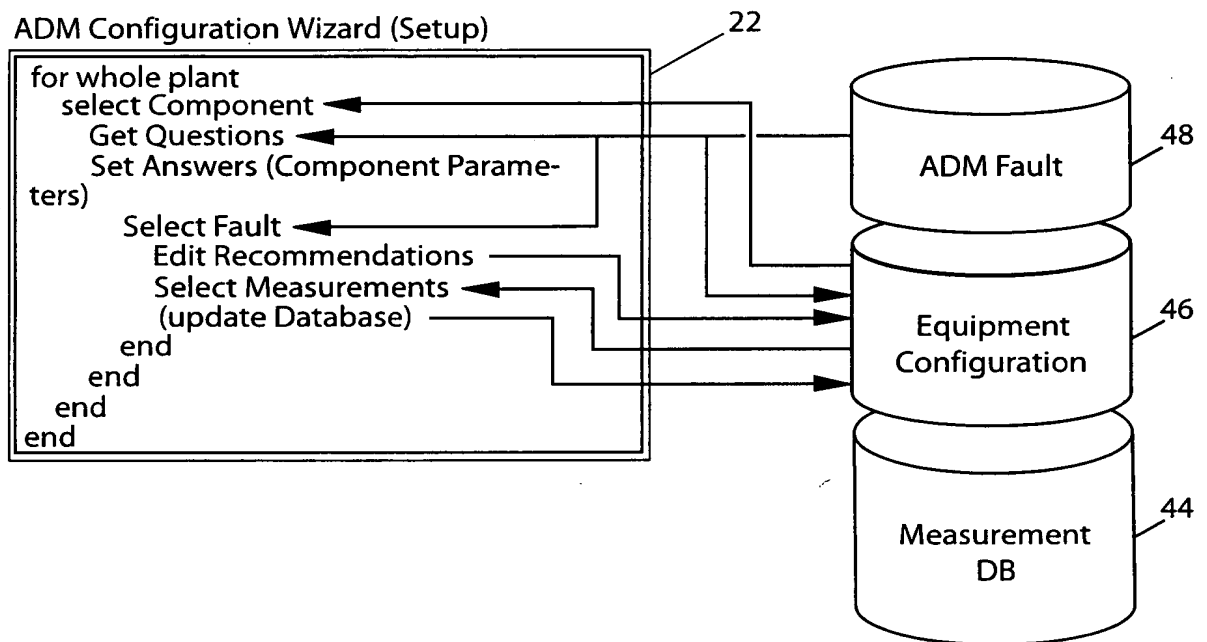 ADM Configuration Wizard (Setup)
22
for whole plant
select Component
Get Questions
Set Answers (Component Parame-
ters)
Select Fault
Edit Recommendations
Select Measurements
(update Database)
end
end
end
end
ADM Fault
48
Equipment
Configuration
46
Measurement
DB
44